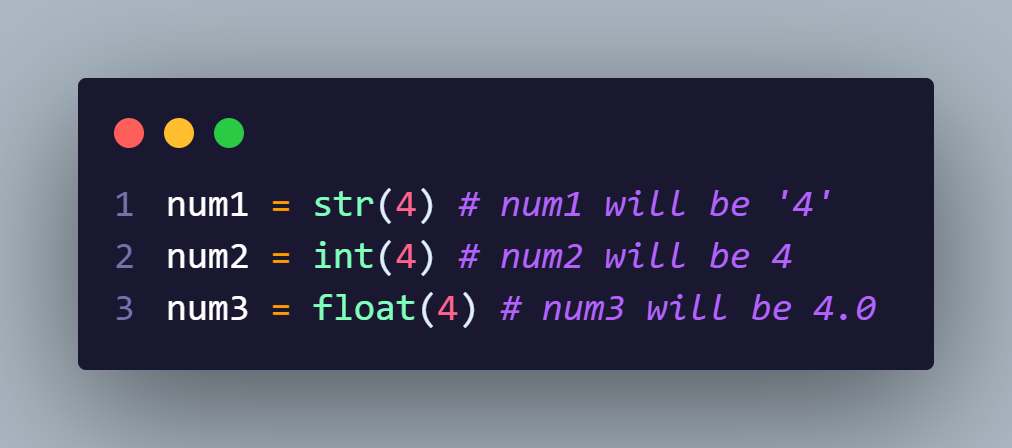 1 num1 = str(4) # num1 will be '4'
2 num2 = int(4) # num2 will be 4
3 num3 = float(4) # num3 will be 4.0